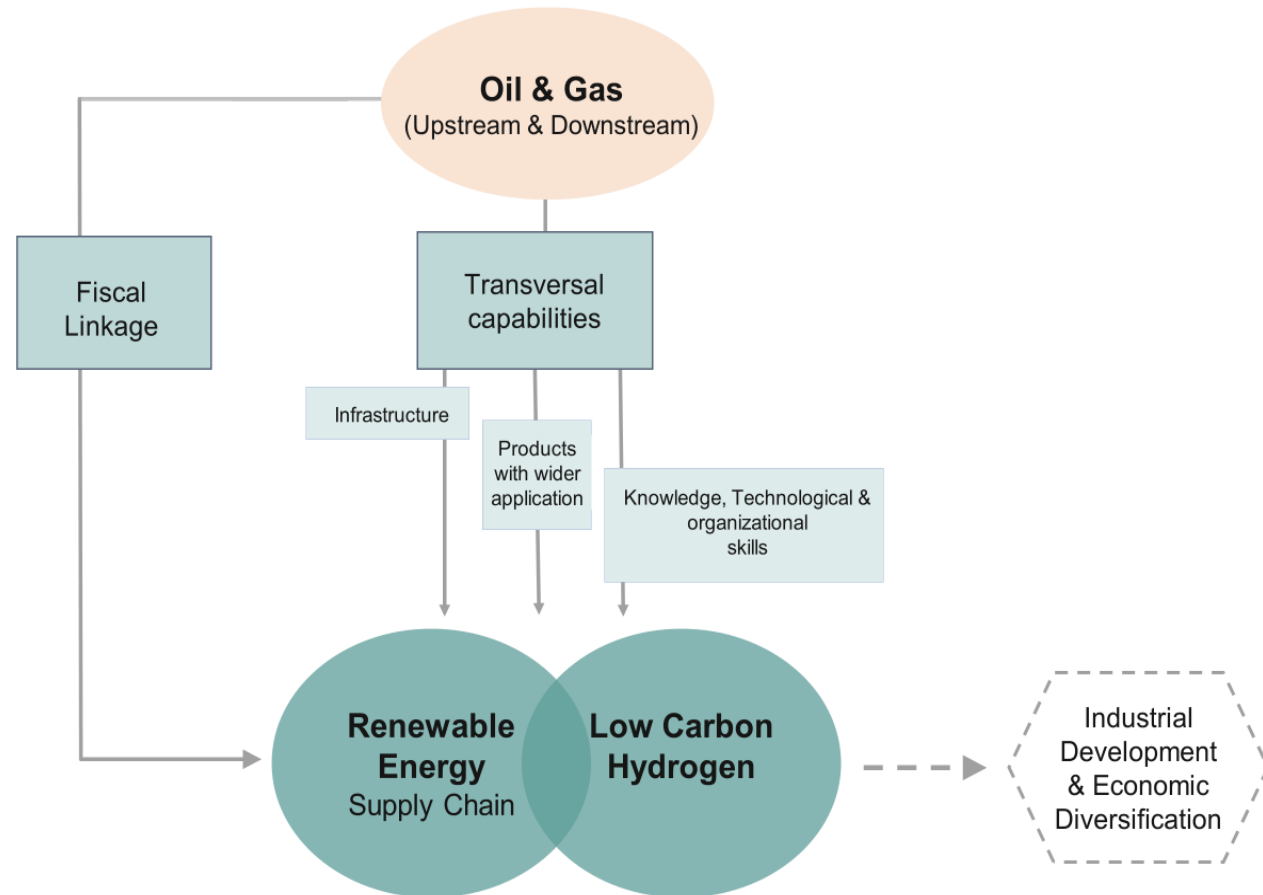 Oil & Gas
(Upstream & Downstream)
Fiscal
Linkage
Transversal
capabilities
Infrastructure
Products
with wider
application
Knowledge, Technological &
organizational
skills
Renewable
Energy
Supply Chain
Low Carbon
Hydrogen
Industrial
Development
& Economic
Diversification